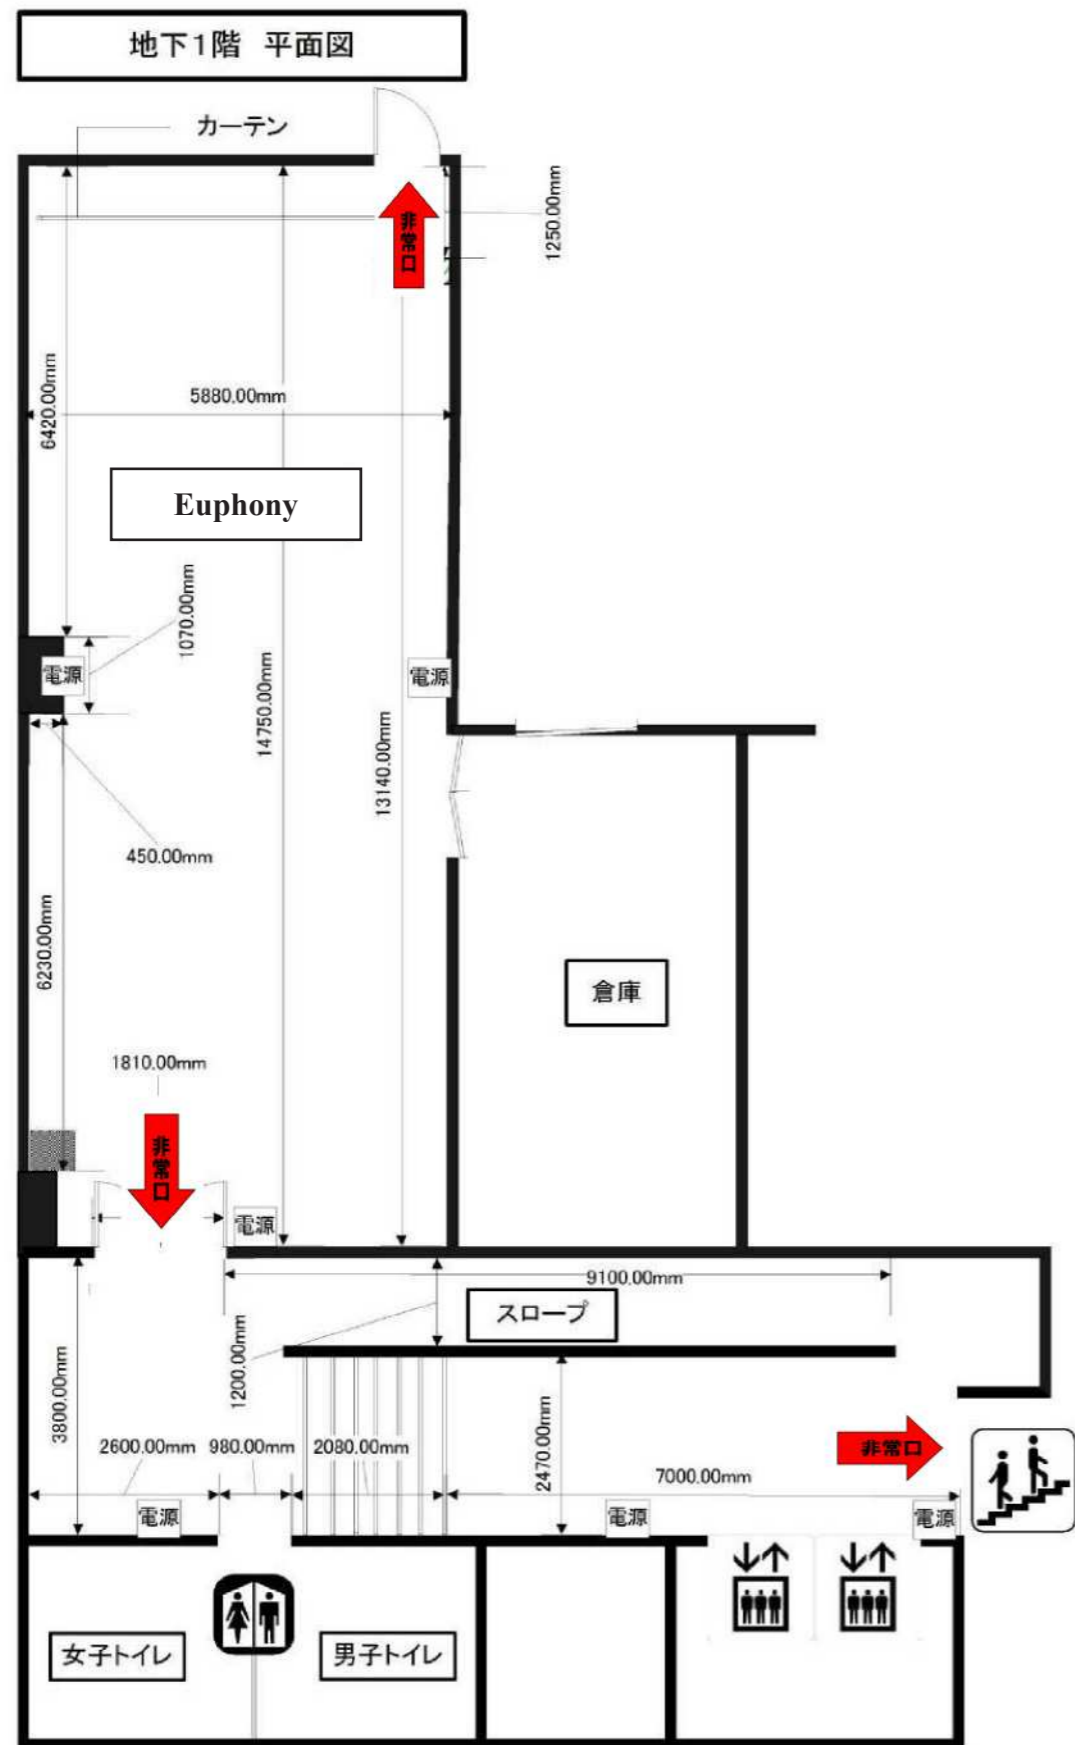 地下1階 平面図
カーテン
非常口
1250.00mm
6420.00mm
5880.00mm
Euphony
1070.00mm
電源
電源
14750.00mm
13140.00mm
450.00mm
6230.00mm
倉庫
1810.00mm
非常口
電源
9100.00mm
スロープ
1200.00mm
3800.00mm
2600.00mm
980.00mm
2080.00mm
2470.00mm
非常口
7000.00mm
電源
電源
電源
女子トイレ
男子トイレ